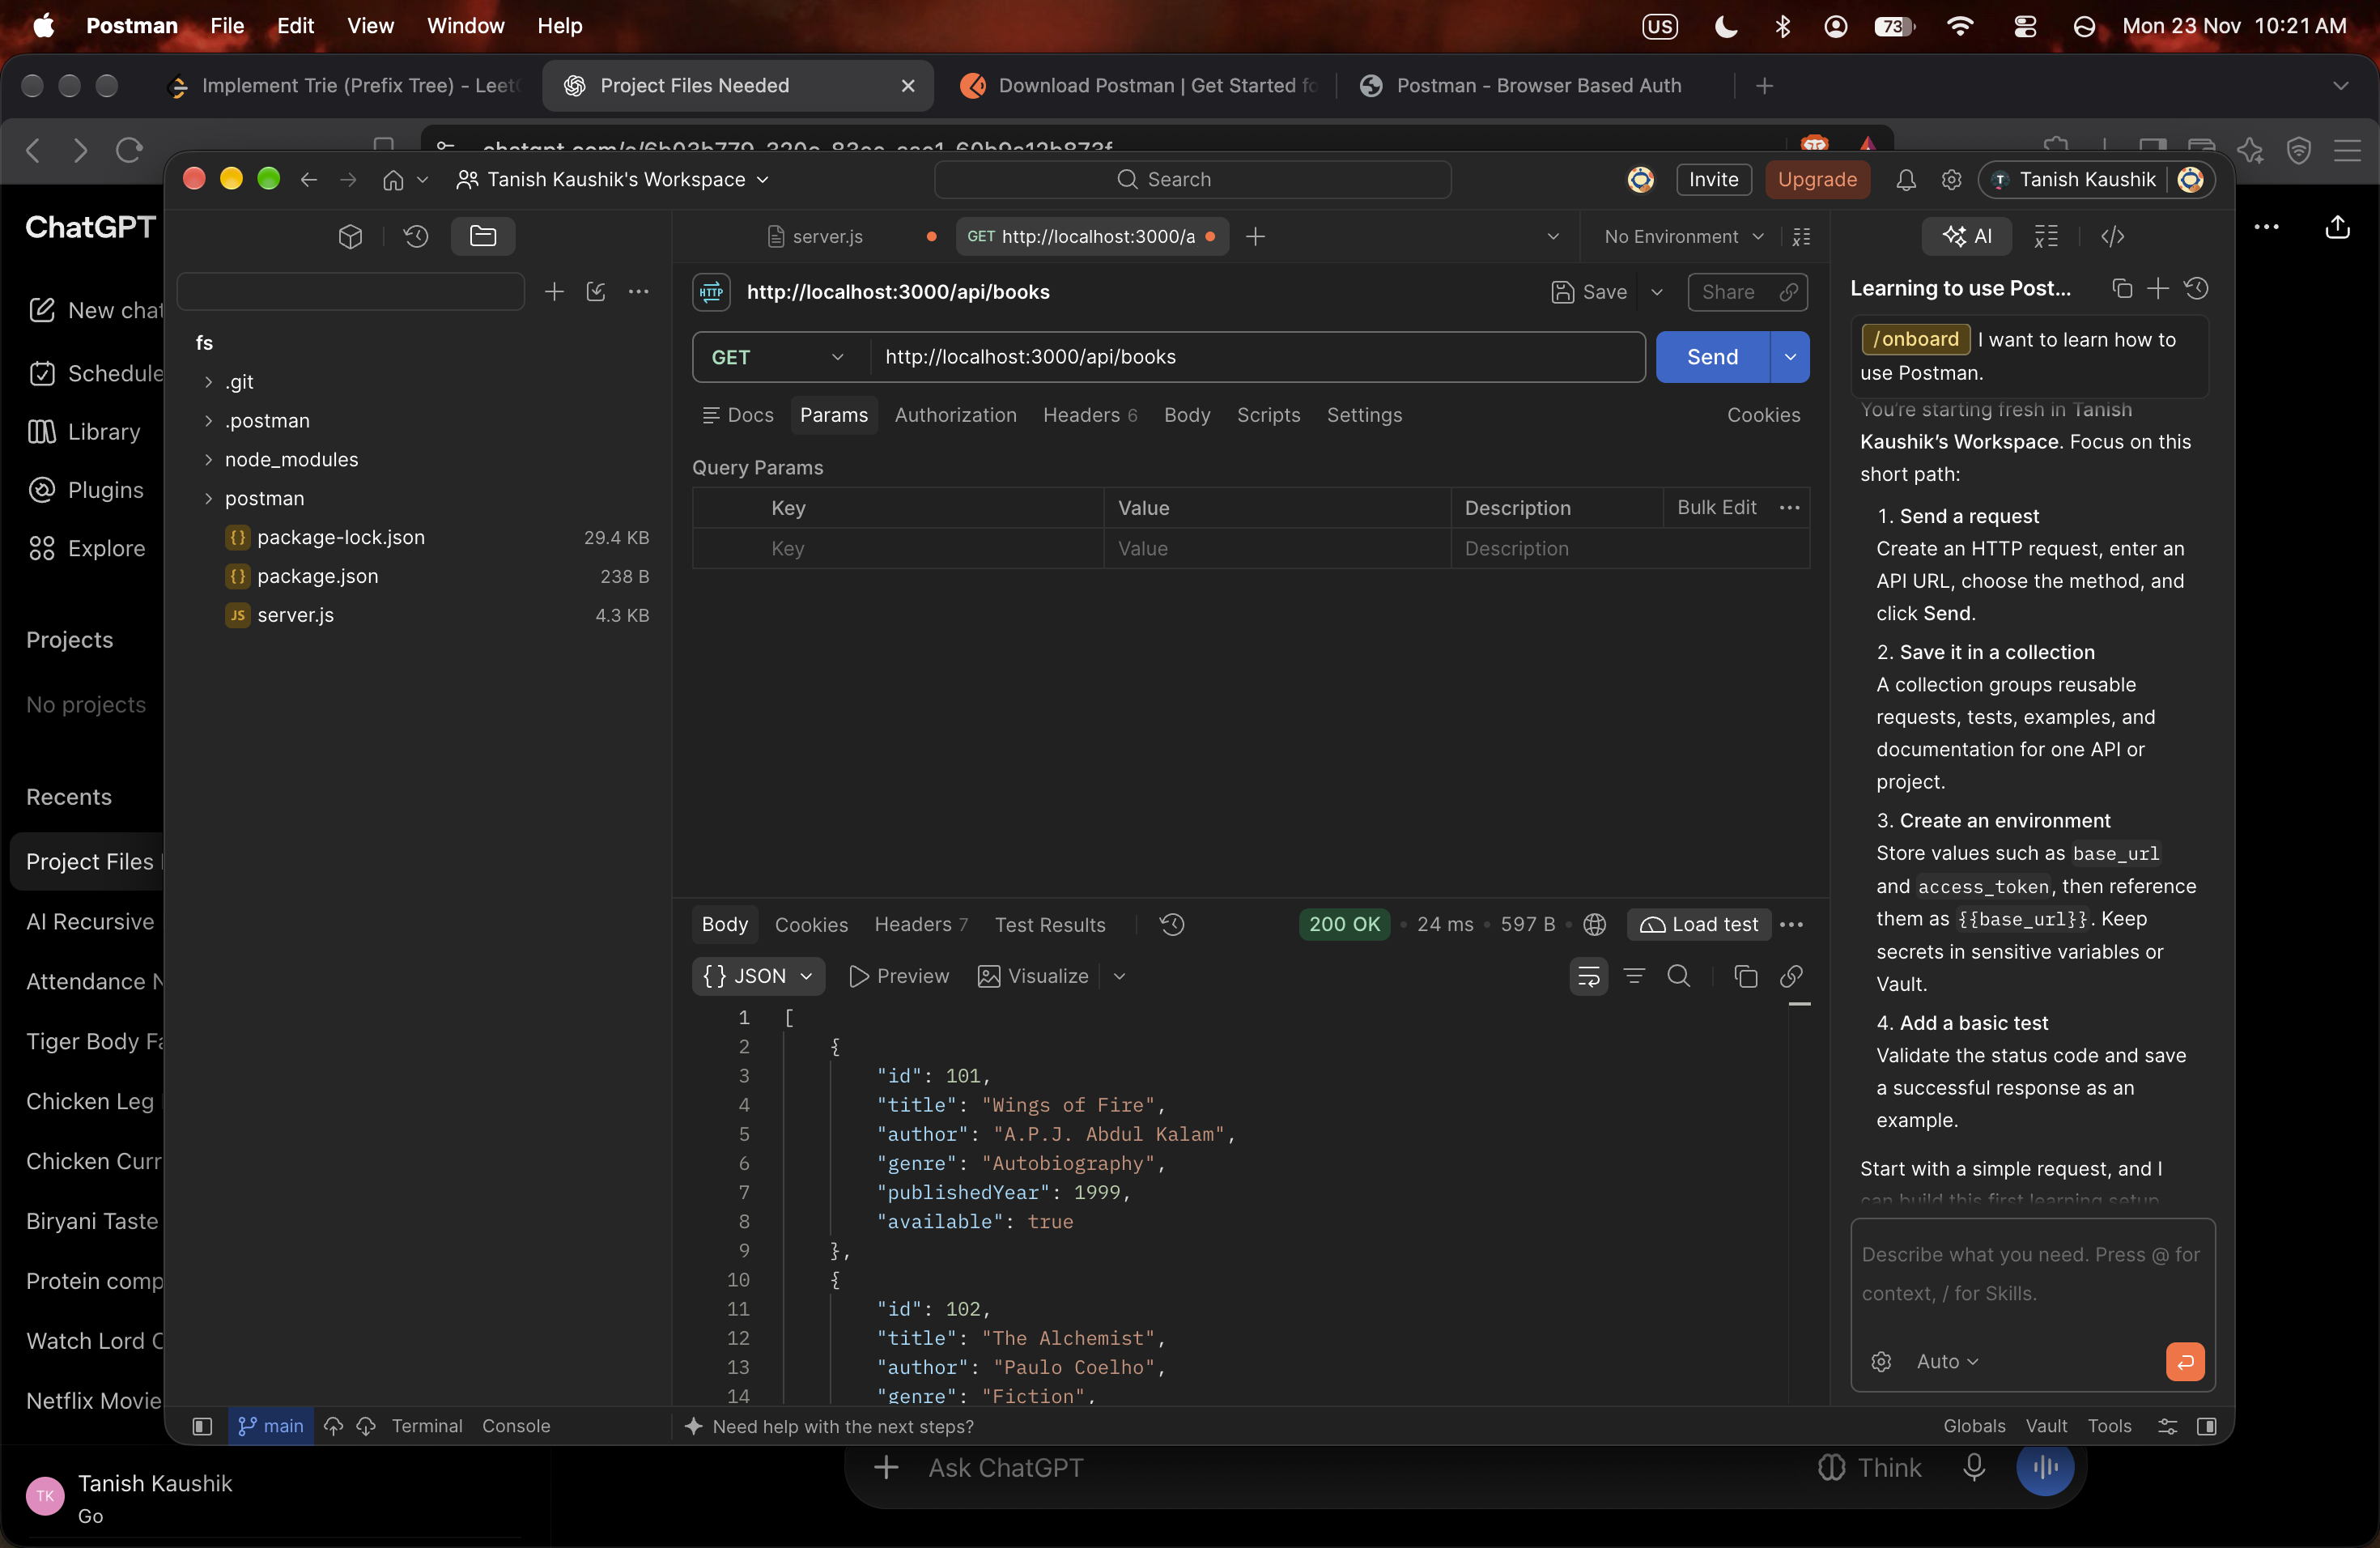 Postman File Edit View Window Help
US 73 Mon 23 Nov 10:21 AM
Implement Trie (Prefix Tree) - Leet
Project Files Needed
Download Postman | Get Started fo
Postman - Browser Based Auth
ChatGPT
New chat
Schedule
Library
Plugins
Explore
Projects
No projects
Recents
Project Files
AI Recursive
Attendance
Tiger Body Fa
Chicken Leg
Chicken Curr
Biryani Taste
Protein comp
Watch Lord
Netflix Movie
TK Tanish Kaushik
Go
Tanish Kaushik's Workspace
Search
Invite Upgrade
T Tanish Kaushik
fs
.git
.postman
node_modules
postman
{} package-lock.json 29.4 KB
{} package.json 238 B
JS server.js 4.3 KB
server.js
GET http://localhost:3000/a
No Environment
HTTP http://localhost:3000/api/books
Save Share
GET http://localhost:3000/api/books Send
Docs Params Authorization Headers 6 Body Scripts Settings Cookies
Query Params
Key Value Description Bulk Edit
Key Value Description
Body Cookies Headers 7 Test Results
200 OK • 24 ms • 597 B • Load test
{} JSON Preview Visualize
1 [
2 {
3 "id": 101,
4 "title": "Wings of Fire",
5 "author": "A.P.J. Abdul Kalam",
6 "genre": "Autobiography",
7 "publishedYear": 1999,
8 "available": true
9 },
10 {
11 "id": 102,
12 "title": "The Alchemist",
13 "author": "Paulo Coelho",
14 "genre": "Fiction",
AI
Learning to use Post...
/onboard I want to learn how to
use Postman.
You're starting fresh in Tanish
Kaushik's Workspace. Focus on this
short path:
1. Send a request
Create an HTTP request, enter an
API URL, choose the method, and
click Send.
2. Save it in a collection
A collection groups reusable
requests, tests, examples, and
documentation for one API or
project.
3. Create an environment
Store values such as base_url
and access_token, then reference
them as {{base_url}}. Keep
secrets in sensitive variables or
Vault.
4. Add a basic test
Validate the status code and save
a successful response as an
example.
Start with a simple request, and I
can build this first learning setup
Describe what you need. Press @ for
context, / for Skills.
Auto
main Terminal Console
Need help with the next steps?
Globals Vault Tools
Ask ChatGPT
Think